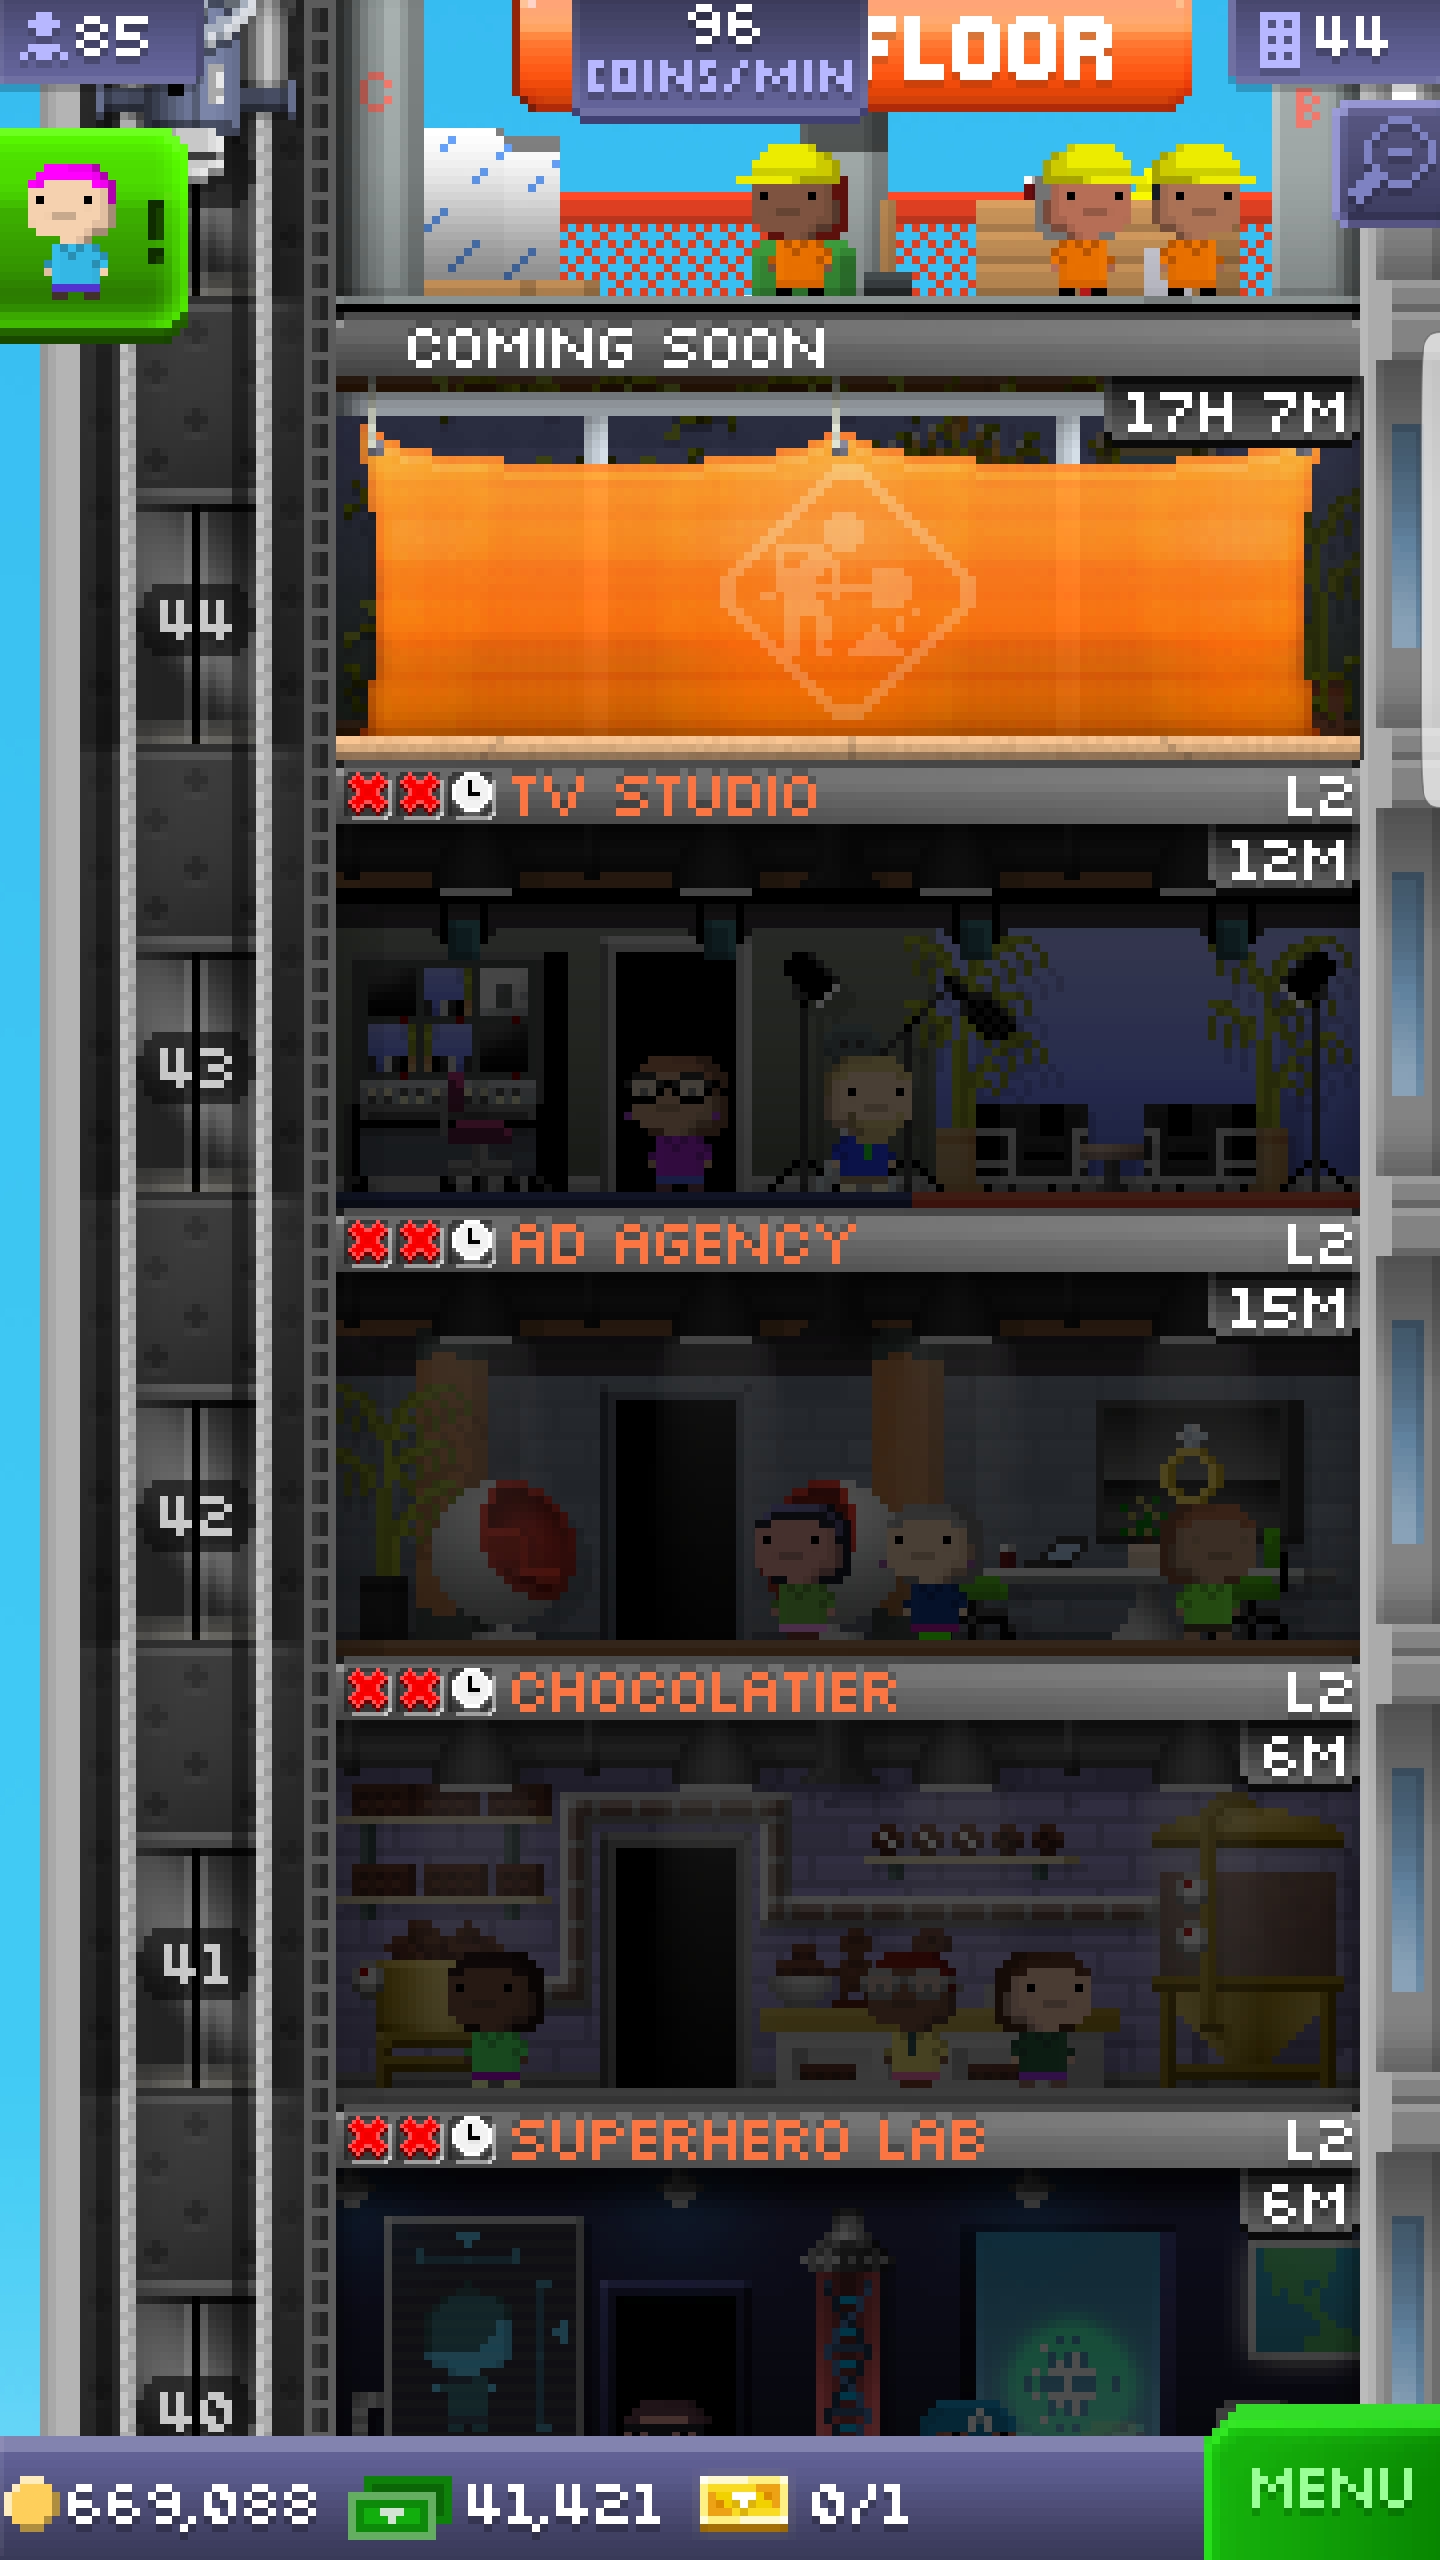 85
96
COINS/MIN
FLOOR
44
C
B
!
COMING SOON
17H 7M
44
TV STUDIO L2
12M
43
AD AGENCY L2
15M
42
CHOCOLATIER L2
6M
41
SUPERHERO LAB L2
6M
40
669,088 41,421 0/1
MENU